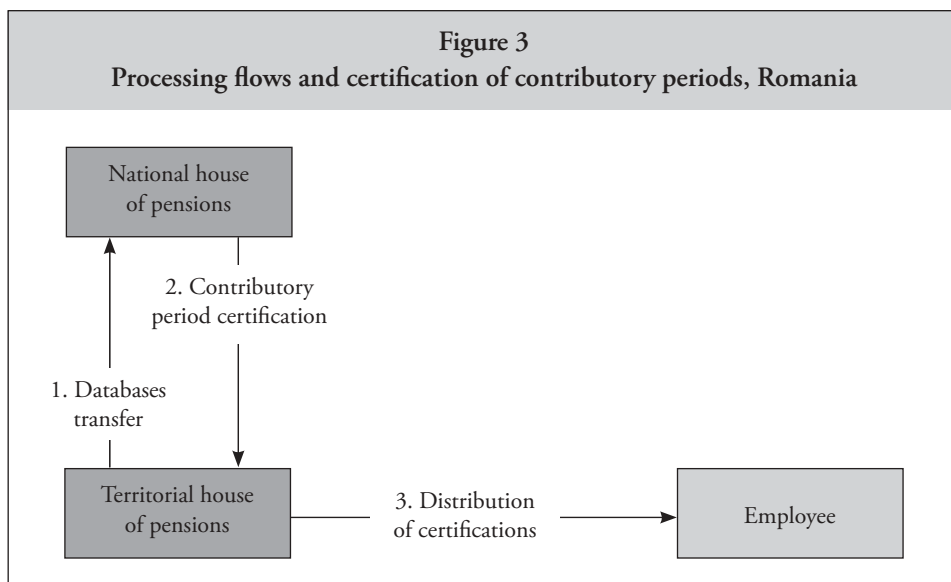 Figure 3
Processing flows and certification of contributory periods, Romania
National house
of pensions
2. Contributory
period certification
1. Databases
transfer
Territorial house
of pensions
3. Distribution
of certifications
Employee